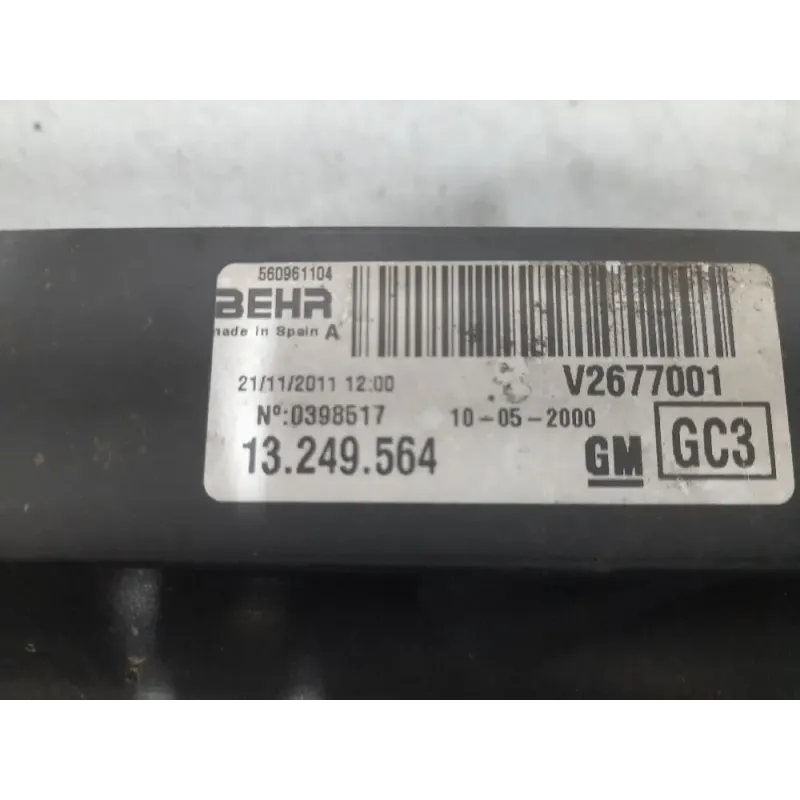 560961104
BEHR
made in Spain A
21/11/2011 12:00
V2677001
Nº:0398517
10-05-2000
13.249.564
GM
GC3